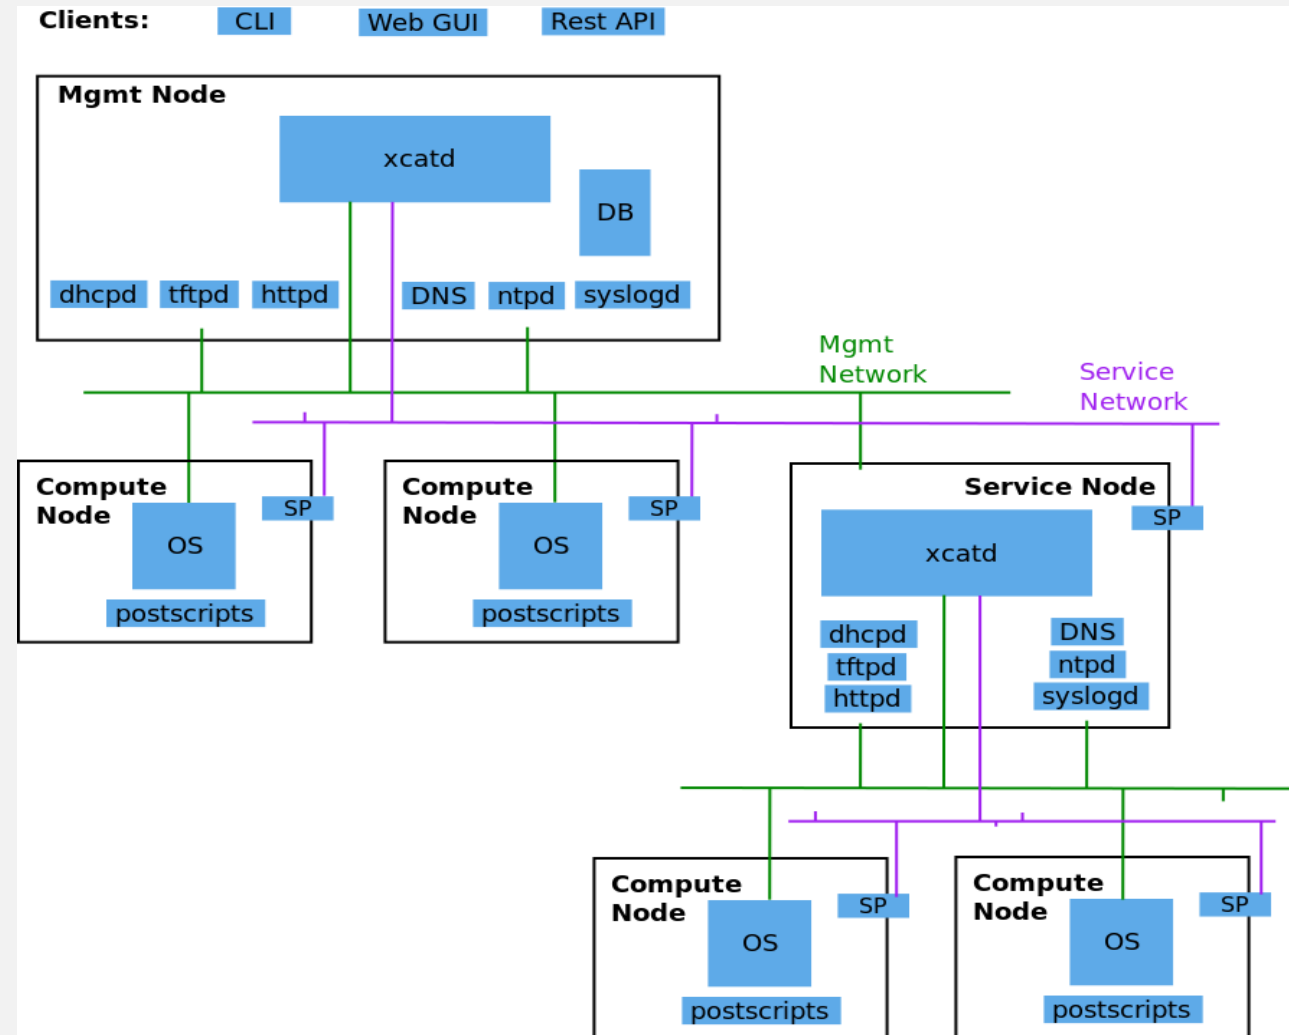 Clients: CLI Web GUI Rest API
Mgmt Node
xcatd
DB
dhcpd tftpd httpd DNS ntpd syslogd
Mgmt
Network
Service
Network
Compute
Node
SP
OS
postscripts
Compute
Node
SP
OS
postscripts
Service Node
SP
xcatd
dhcpd
tftpd
httpd
DNS
ntpd
syslogd
Compute
Node
SP
OS
postscripts
Compute
Node
SP
OS
postscripts